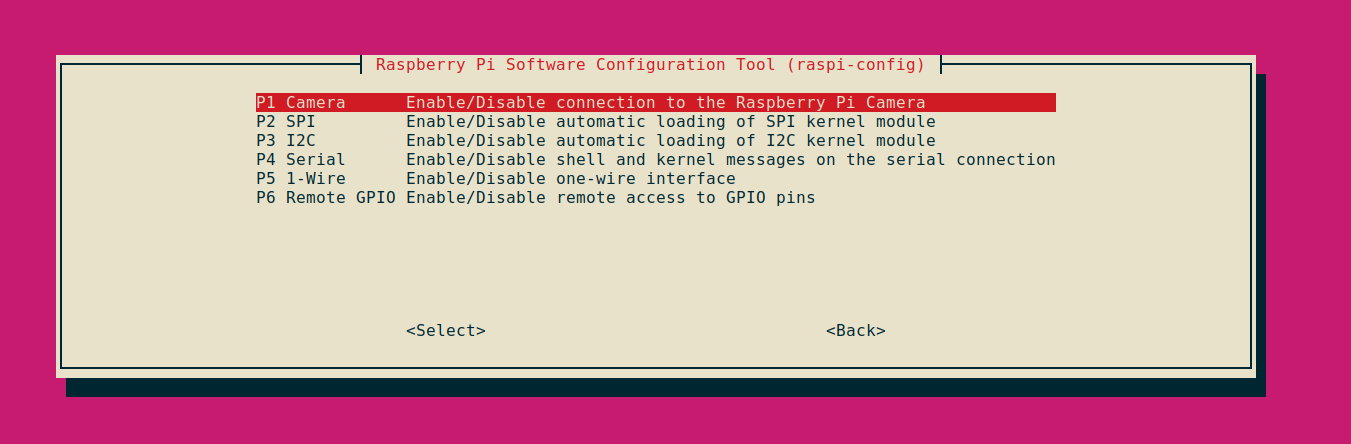 Raspberry Pi Software Configuration Tool (raspi-config)
P1 Camera      Enable/Disable connection to the Raspberry Pi Camera
P2 SPI         Enable/Disable automatic loading of SPI kernel module
P3 I2C         Enable/Disable automatic loading of I2C kernel module
P4 Serial      Enable/Disable shell and kernel messages on the serial connection
P5 1-Wire      Enable/Disable one-wire interface
P6 Remote GPIO Enable/Disable remote access to GPIO pins
<Select> <Back>